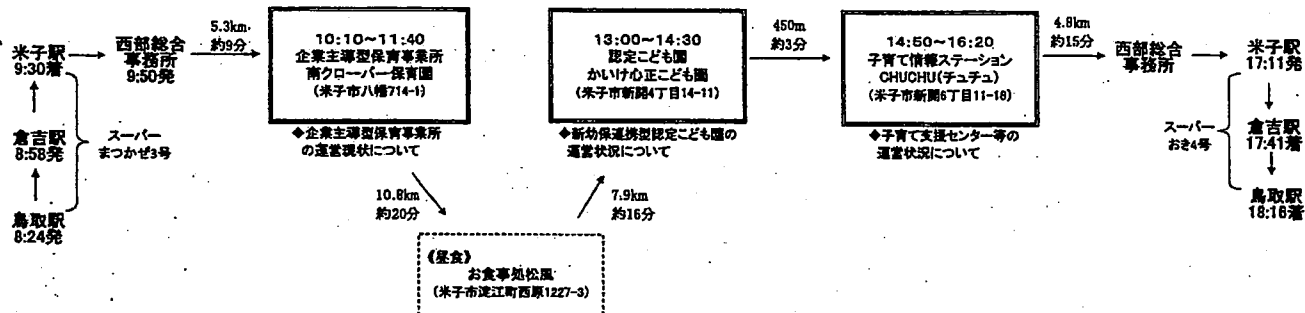 米子駅
9:30着
倉吉駅
8:58発
鳥取駅
8:24発
スーパー
まつかぜ3号
西部総合
事務所
9:50発
5.3km
約9分
10:10～11:40
企業主導型保育事業所
南クローバー保育園
(米子市八幡714-1)
◆企業主導型保育事業所
の運営現状について
10.8km
約20分
《昼食》
お食事処松風
(米子市淀江町西原1227-3)
7.9km
約16分
13:00～14:30
認定こども園
かいけ心正こども園
(米子市新開4丁目14-11)
◆新幼保連携型認定こども園の
運営状況について
450m
約3分
14:50～16:20
子育て情報ステーション
CHUCHU(チュチュ)
(米子市新開6丁目11-18)
◆子育て支援センター等の
運営状況について
4.8km
約15分
西部総合
事務所
米子駅
17:11発
倉吉駅
17:41着
鳥取駅
18:16着
スーパー
おき4号